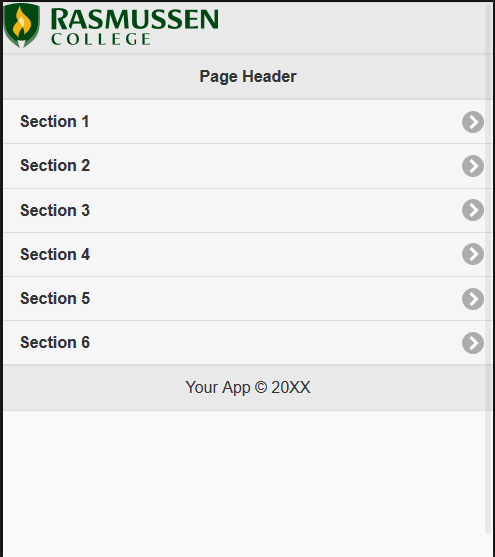 RASMUSSEN
COLLEGE
Page Header
Section 1
Section 2
Section 3
Section 4
Section 5
Section 6
Your App © 20XX